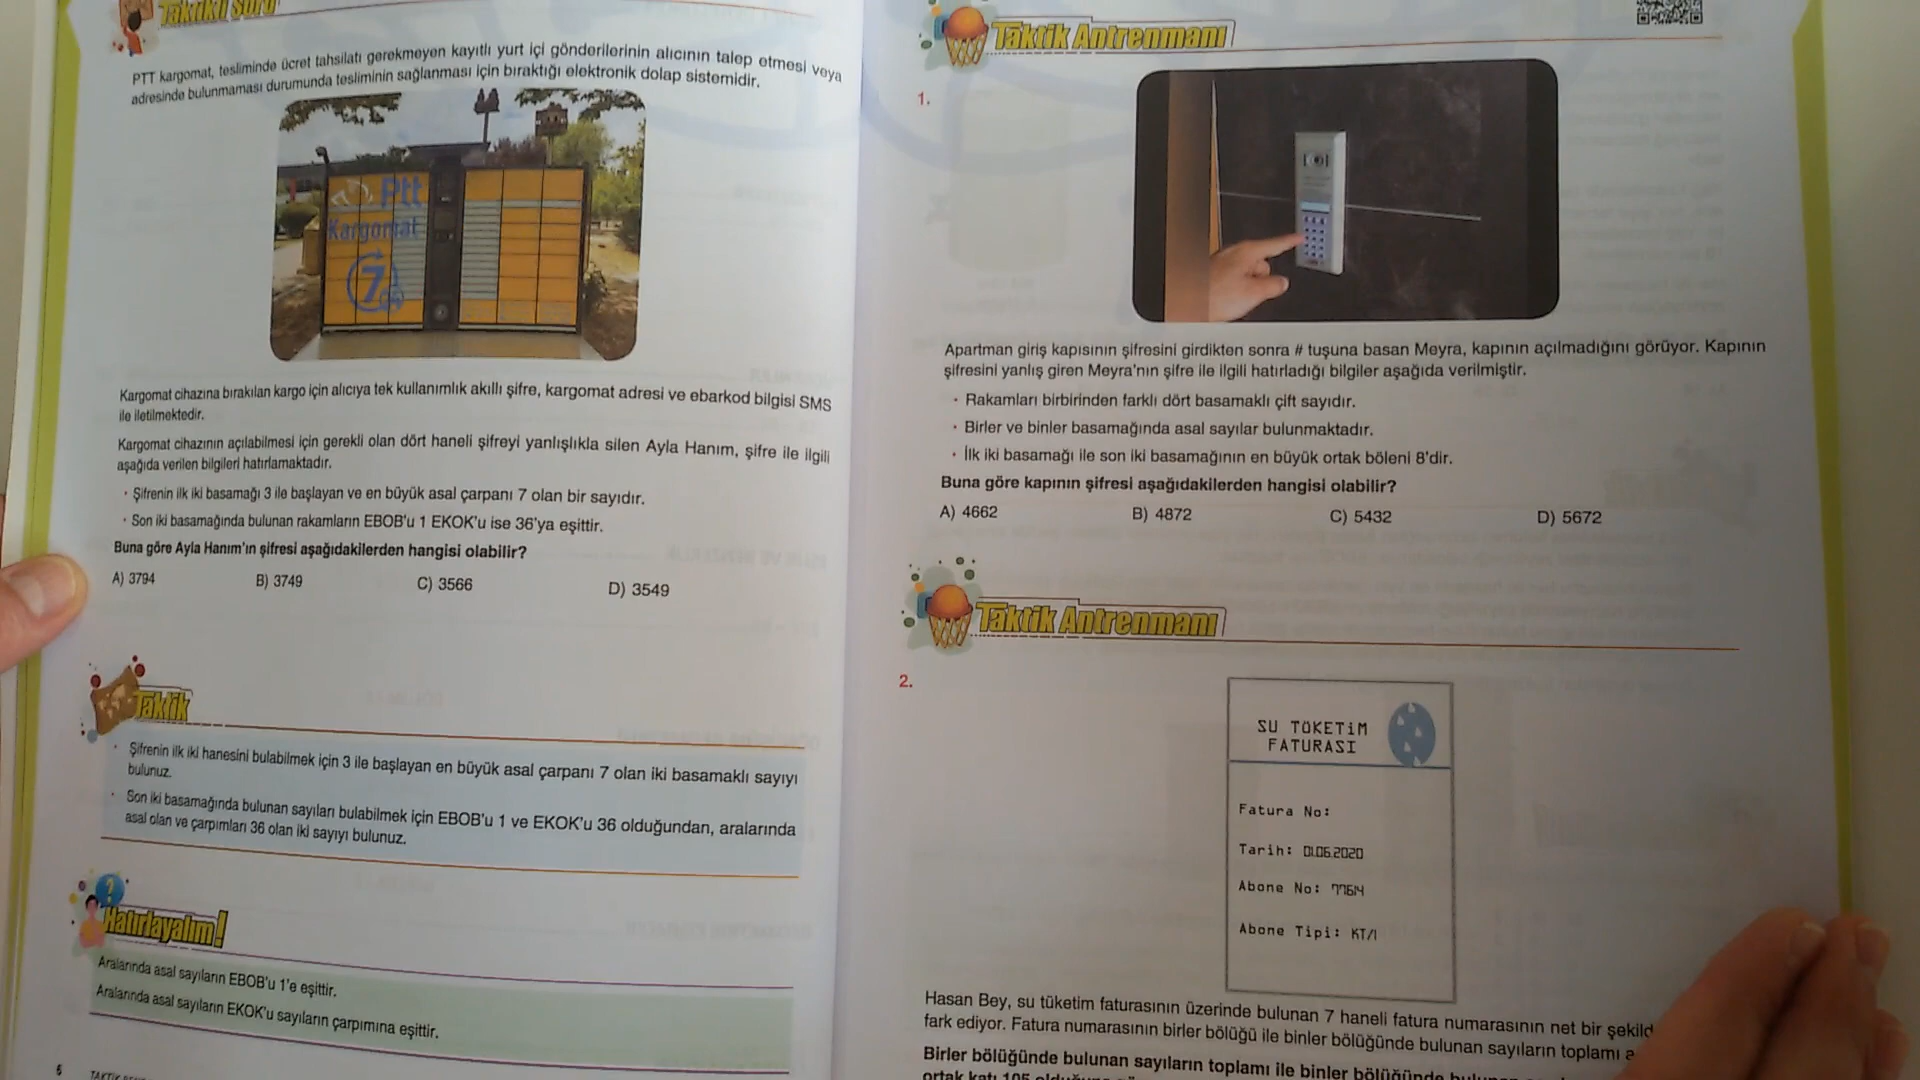 Taktikli Soru
PTT kargomat, tesliminde ücret tahsilatı gerekmeyen kayıtlı yurt içi gönderilerinin alıcının talep etmesi veya
adresinde bulunmaması durumunda tesliminin sağlanması için bıraktığı elektronik dolap sistemidir.
Ptt
Kargomat
7
Kargomat cihazına bırakılan kargo için alıcıya tek kullanımlık akıllı şifre, kargomat adresi ve ebarkod bilgisi SMS
ile iletilmektedir.
Kargomat cihazının açılabilmesi için gerekli olan dört haneli şifreyi yanlışlıkla silen Ayla Hanım, şifre ile ilgili
aşağıda verilen bilgileri hatırlamaktadır.
• Şifrenin ilk iki basamağı 3 ile başlayan ve en büyük asal çarpanı 7 olan bir sayıdır.
• Son iki basamağında bulunan rakamların EBOB'u 1 EKOK'u ise 36'ya eşittir.
Buna göre Ayla Hanım'ın şifresi aşağıdakilerden hangisi olabilir?
A) 3794 B) 3749 C) 3566 D) 3549
Taktik
• Şifrenin ilk iki hanesini bulabilmek için 3 ile başlayan en büyük asal çarpanı 7 olan iki basamaklı sayıyı
bulunuz.
• Son iki basamağında bulunan sayıları bulabilmek için EBOB'u 1 ve EKOK'u 36 olduğundan, aralarında
asal olan ve çarpımları 36 olan iki sayıyı bulunuz.
Hatırlayalım!
Aralarında asal sayıların EBOB'u 1'e eşittir.
Aralarında asal sayıların EKOK'u sayıların çarpımına eşittir.
6
Taktik Antrenmanı
1.
Apartman giriş kapısının şifresini girdikten sonra # tuşuna basan Meyra, kapının açılmadığını görüyor. Kapının
şifresini yanlış giren Meyra'nın şifre ile ilgili hatırladığı bilgiler aşağıda verilmiştir.
• Rakamları birbirinden farklı dört basamaklı çift sayıdır.
• Birler ve binler basamağında asal sayılar bulunmaktadır.
• İlk iki basamağı ile son iki basamağının en büyük ortak böleni 8'dir.
Buna göre kapının şifresi aşağıdakilerden hangisi olabilir?
A) 4662 B) 4872 C) 5432 D) 5672
Taktik Antrenmanı
2.
SU TÜKETİM
FATURASI
Fatura No:
Tarih: 01.06.2020
Abone No: 77614
Abone Tipi: KT/1
Hasan Bey, su tüketim faturasının üzerinde bulunan 7 haneli fatura numarasının net bir şekild
fark ediyor. Fatura numarasının birler bölüğü ile binler bölüğünde bulunan sayıların toplamı a
Birler bölüğünde bulunan sayıların toplamı ile binler bölüğünde
ortak katı 105